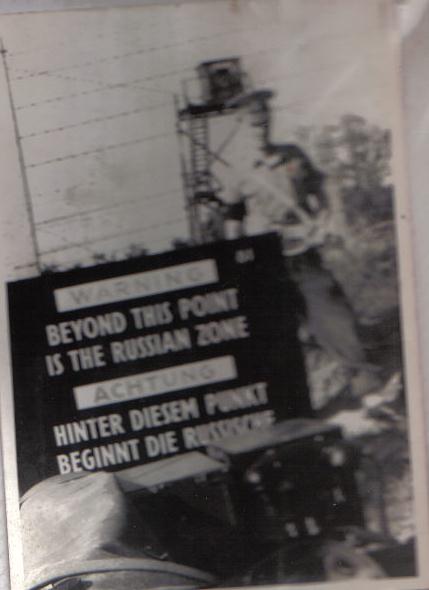 WARNING
BEYOND THIS POINT
IS THE RUSSIAN ZONE
ACHTUNG
HINTER DIESEM PUNKT
BEGINNT DIE RUSSISCHE